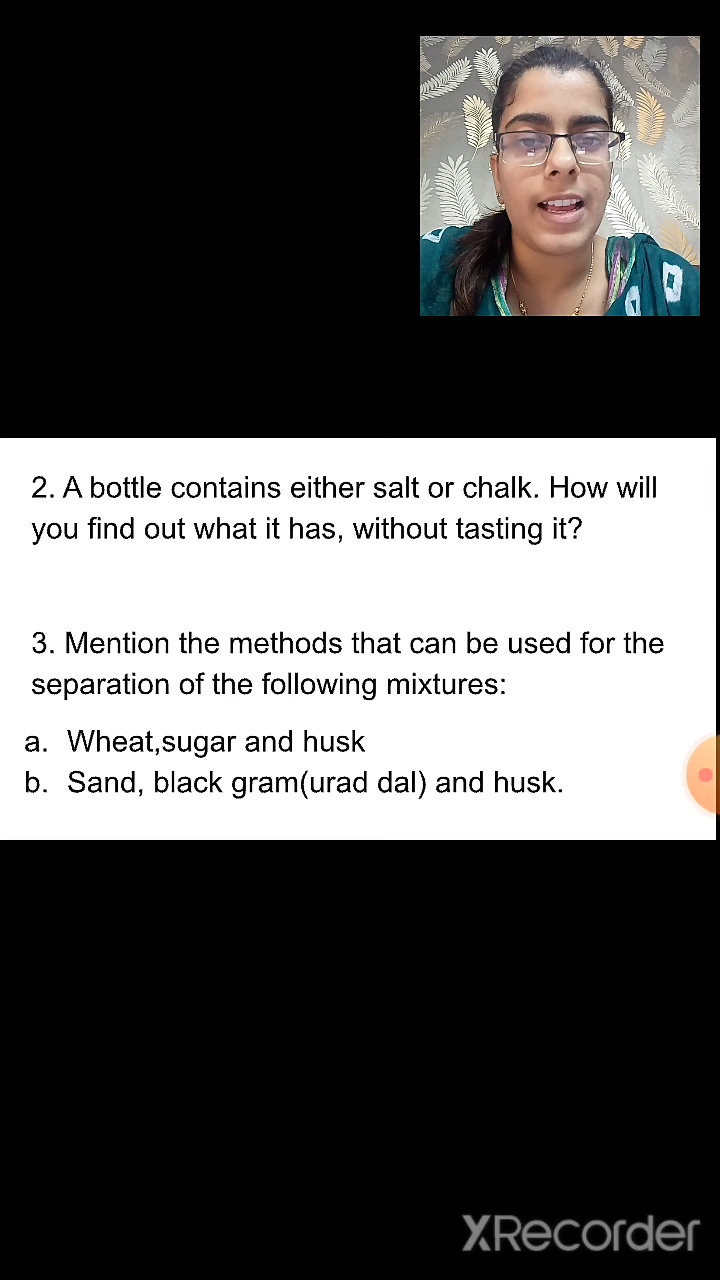 2. A bottle contains either salt or chalk. How will
you find out what it has, without tasting it?
3. Mention the methods that can be used for the
separation of the following mixtures:
a. Wheat,sugar and husk
b. Sand, black gram(urad dal) and husk.
XRecorder